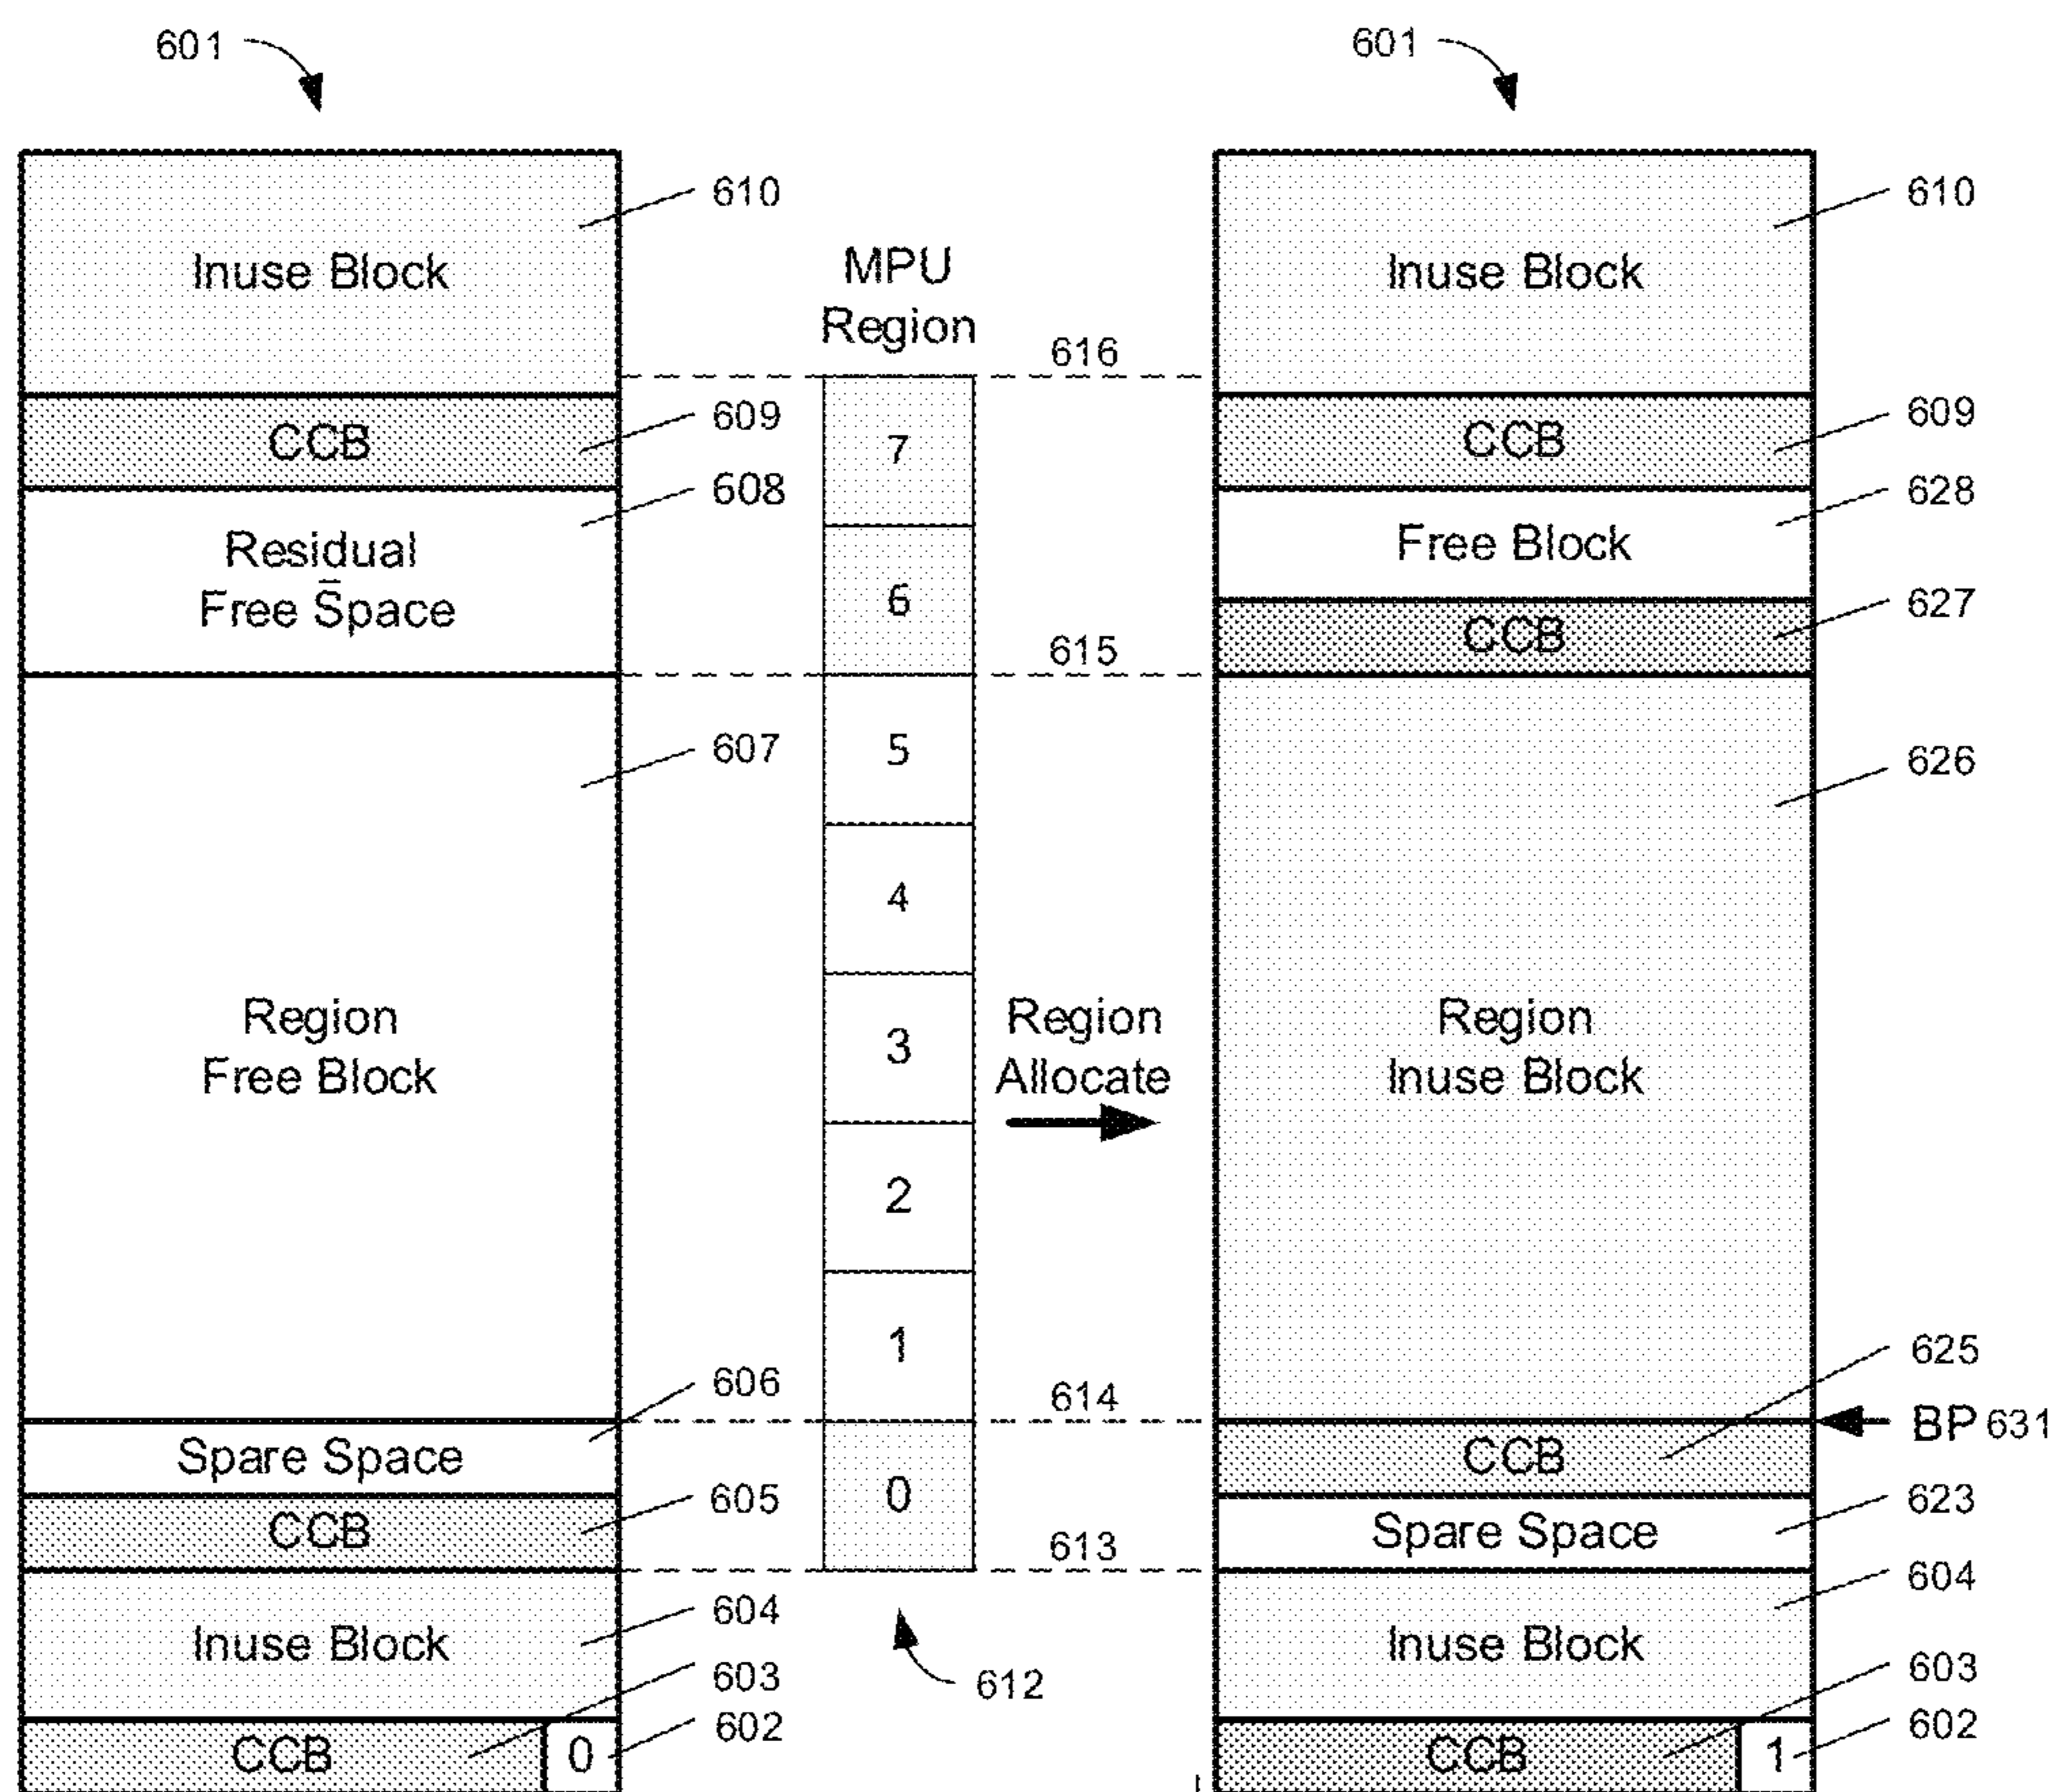 601
601
610
Inuse Block
MPU
Region
616
610
Inuse Block
609
CCB
7
609
CCB
608
Residual
Free Space
6
628
Free Block
627
CCB
615
607
5
626
4
Region
Free Block
3
Region
Allocate
Region
Inuse Block
2
1
606
Spare Space
614
625
CCB
BP 631
605
CCB
0
613
623
Spare Space
604
Inuse Block
612
604
Inuse Block
603
CCB
0
602
603
CCB
1
602